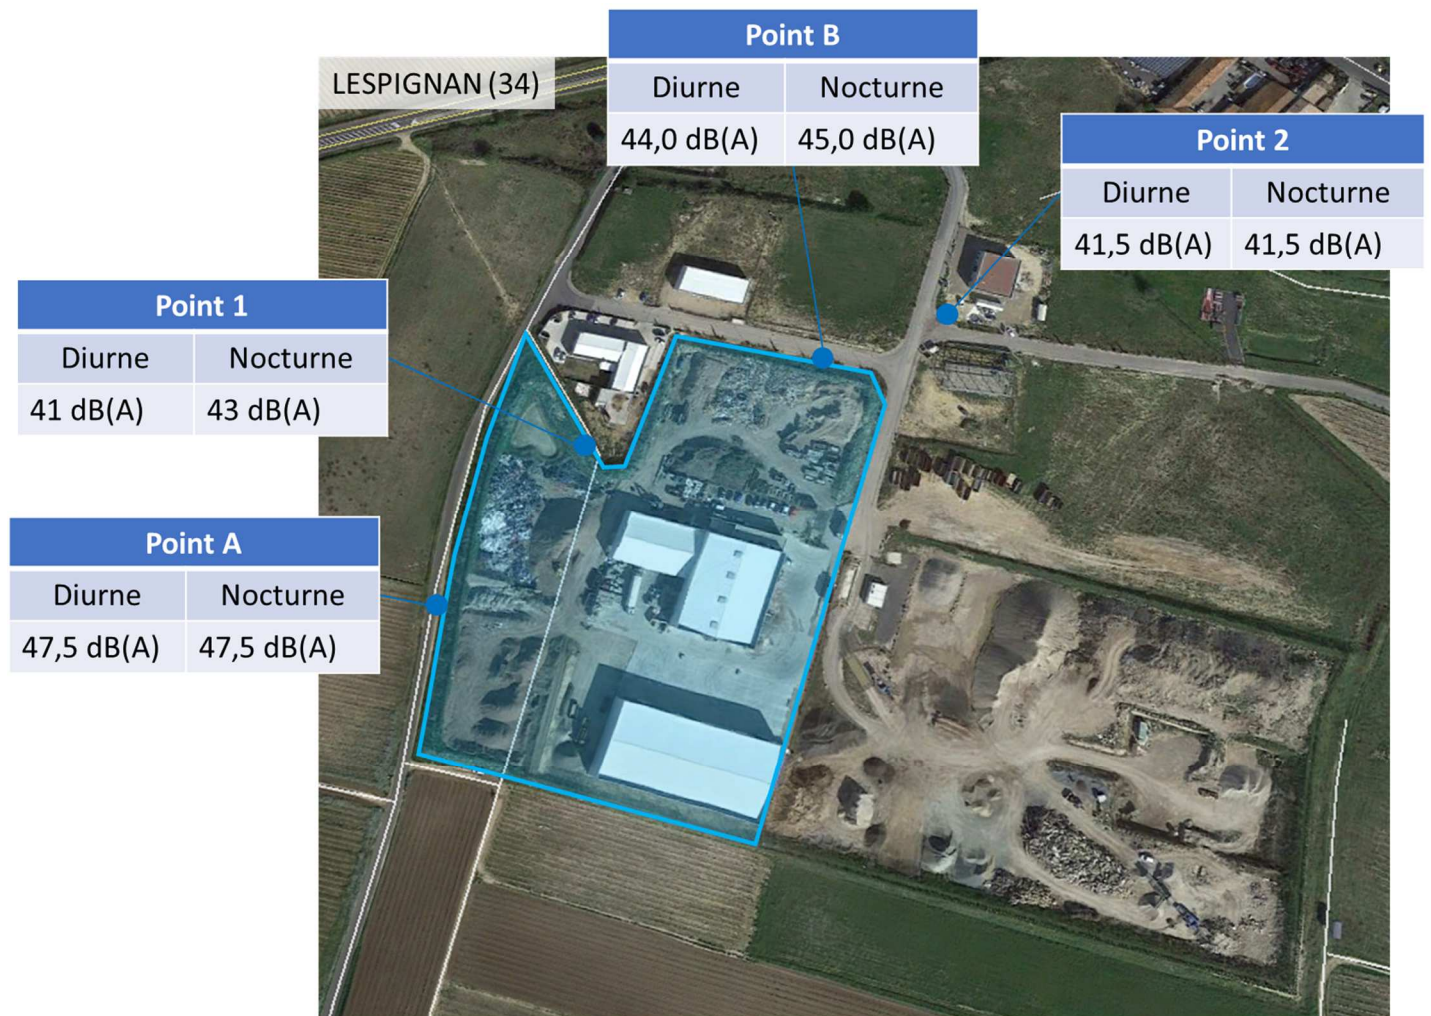 LESPIGNAN (34)
Point B
Diurne Nocturne
44,0 dB(A) 45,0 dB(A)
Point 2
Diurne Nocturne
41,5 dB(A) 41,5 dB(A)
Point 1
Diurne Nocturne
41 dB(A) 43 dB(A)
Point A
Diurne Nocturne
47,5 dB(A) 47,5 dB(A)